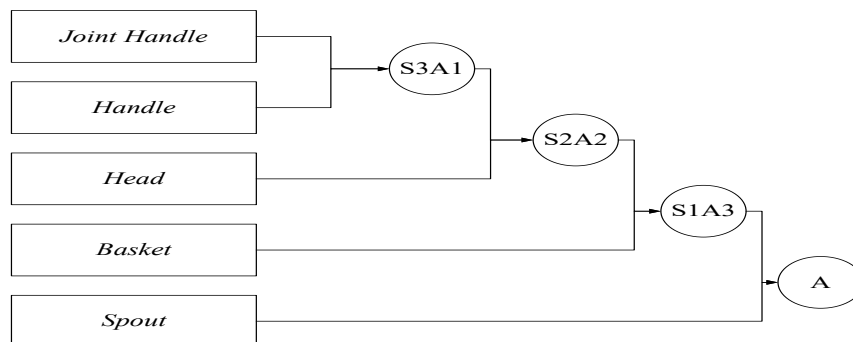 Joint Handle
S3A1
Handle
S2A2
Head
S1A3
Basket
A
Spout